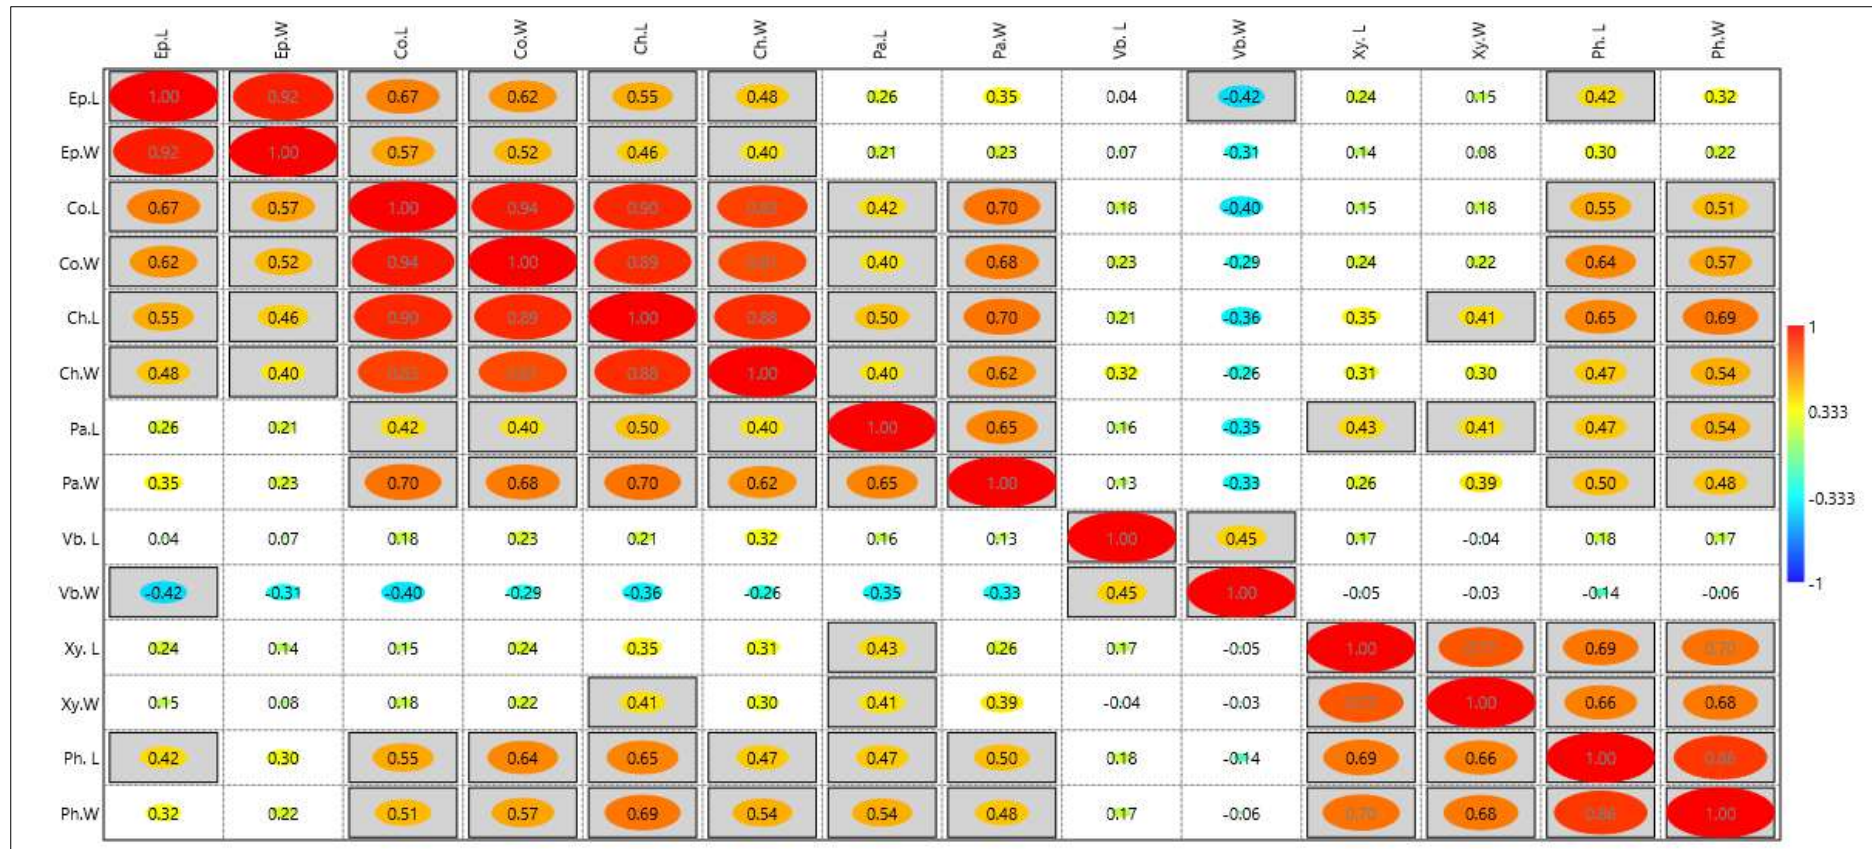 Ep.L Ep.W Co.L Co.W Ch.L Ch.W Pa.L Pa.W Vb. L Vb.W Xy. L Xy.W Ph. L Ph.W
Ep.L 1.00 0.92 0.67 0.62 0.55 0.48 0.26 0.35 0.04 -0.42 0.24 0.15 0.42 0.32
Ep.W 0.92 1.00 0.57 0.52 0.46 0.40 0.21 0.23 0.07 -0.31 0.14 0.08 0.30 0.22
Co.L 0.67 0.57 1.00 0.94 0.90 0.42 0.70 0.18 -0.40 0.15 0.18 0.55 0.51
Co.W 0.62 0.52 0.94 1.00 0.89 0.40 0.68 0.23 -0.29 0.24 0.22 0.64 0.57
Ch.L 0.55 0.46 0.90 0.89 1.00 0.88 0.50 0.70 0.21 -0.36 0.35 0.41 0.65 0.69
1
Ch.W 0.48 0.40 0.88 1.00 0.40 0.62 0.32 -0.26 0.31 0.30 0.47 0.54
Pa.L 0.26 0.21 0.42 0.40 0.50 0.40 1.00 0.65 0.16 -0.35 0.43 0.41 0.47 0.54
0.333
Pa.W 0.35 0.23 0.70 0.68 0.70 0.62 0.65 1.00 0.13 -0.33 0.26 0.39 0.50 0.48
-0.333
Vb. L 0.04 0.07 0.18 0.23 0.21 0.32 0.16 0.13 1.00 0.45 0.17 -0.04 0.18 0.17
Vb.W -0.42 -0.31 -0.40 -0.29 -0.36 -0.26 -0.35 -0.33 0.45 1.00 -0.05 -0.03 -0.14 -0.06
-1
Xy. L 0.24 0.14 0.15 0.24 0.35 0.31 0.43 0.26 0.17 -0.05 1.00 0.69 0.70
Xy.W 0.15 0.08 0.18 0.22 0.41 0.30 0.41 0.39 -0.04 -0.03 1.00 0.66 0.68
Ph. L 0.42 0.30 0.55 0.64 0.65 0.47 0.47 0.50 0.18 -0.14 0.69 0.66 1.00 0.86
Ph.W 0.32 0.22 0.51 0.57 0.69 0.54 0.54 0.48 0.17 -0.06 0.70 0.68 0.86 1.00